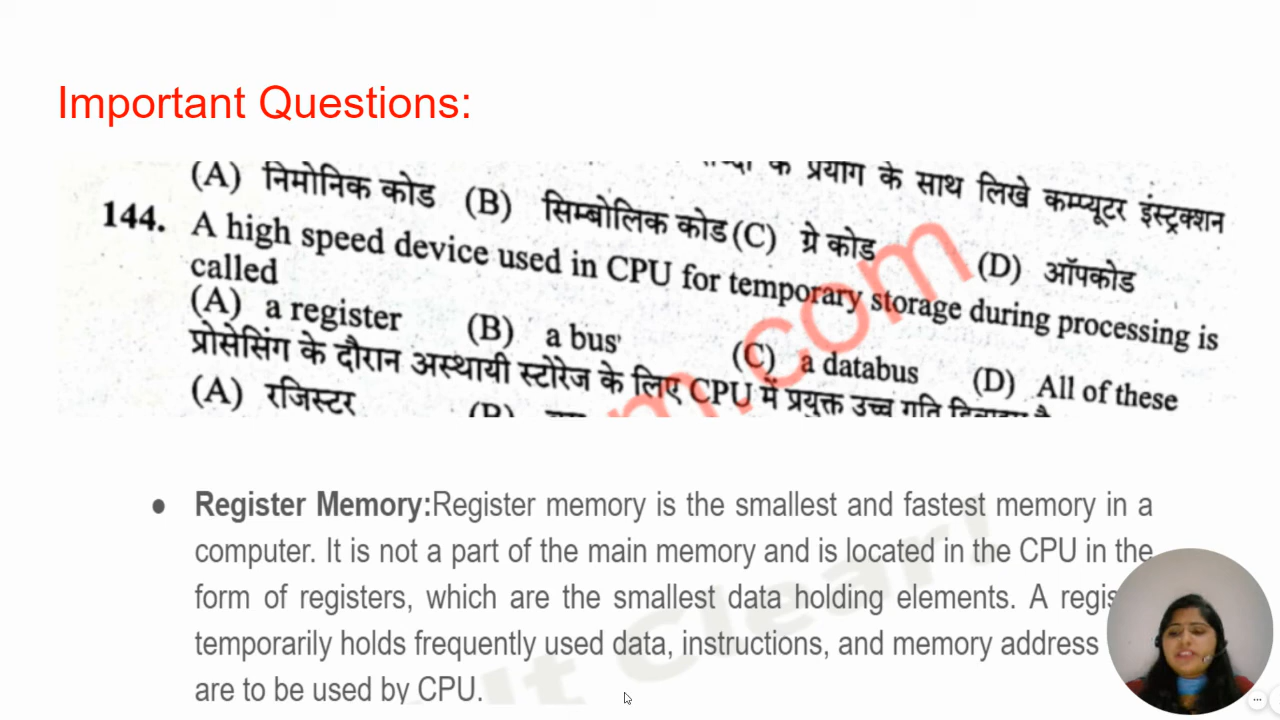 Important Questions:
के प्रयोग के साथ लिखे कम्प्यूटर इंस्ट्रक्शन
(A) निमोनिक कोड (B) सिम्बोलिक कोड (C) ग्रे कोड (D) ऑपकोड
144. A high speed device used in CPU for temporary storage during processing is
called
(A) a register (B) a bus (C) a databus (D) All of these
प्रोसेसिंग के दौरान अस्थायी स्टोरेज के लिए CPU में प्रयुक्त उच्च गति
(A) रजिस्टर (B)
m.com
● Register Memory:Register memory is the smallest and fastest memory in a
computer. It is not a part of the main memory and is located in the CPU in the
form of registers, which are the smallest data holding elements. A regis
temporarily holds frequently used data, instructions, and memory address
are to be used by CPU.
It Clear!